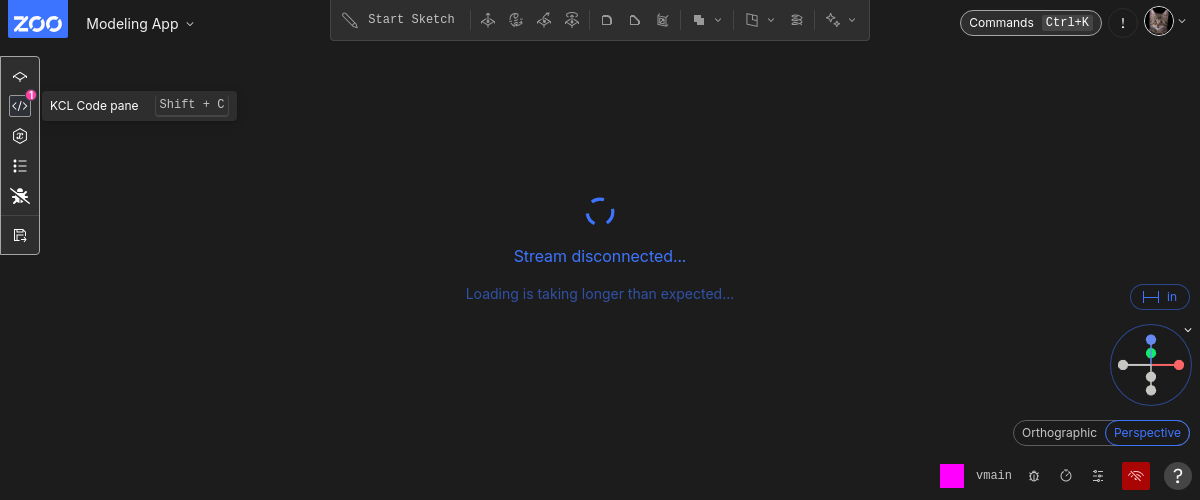 ZOO
Modeling App
Start Sketch
Commands Ctrl+K
!
1
KCL Code pane Shift + C
Stream disconnected...
Loading is taking longer than expected...
in
Orthographic Perspective
vmain
?